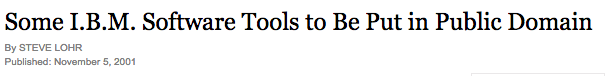 Some I.B.M. Software Tools to Be Put in Public Domain
By STEVE LOHR
Published: November 5, 2001